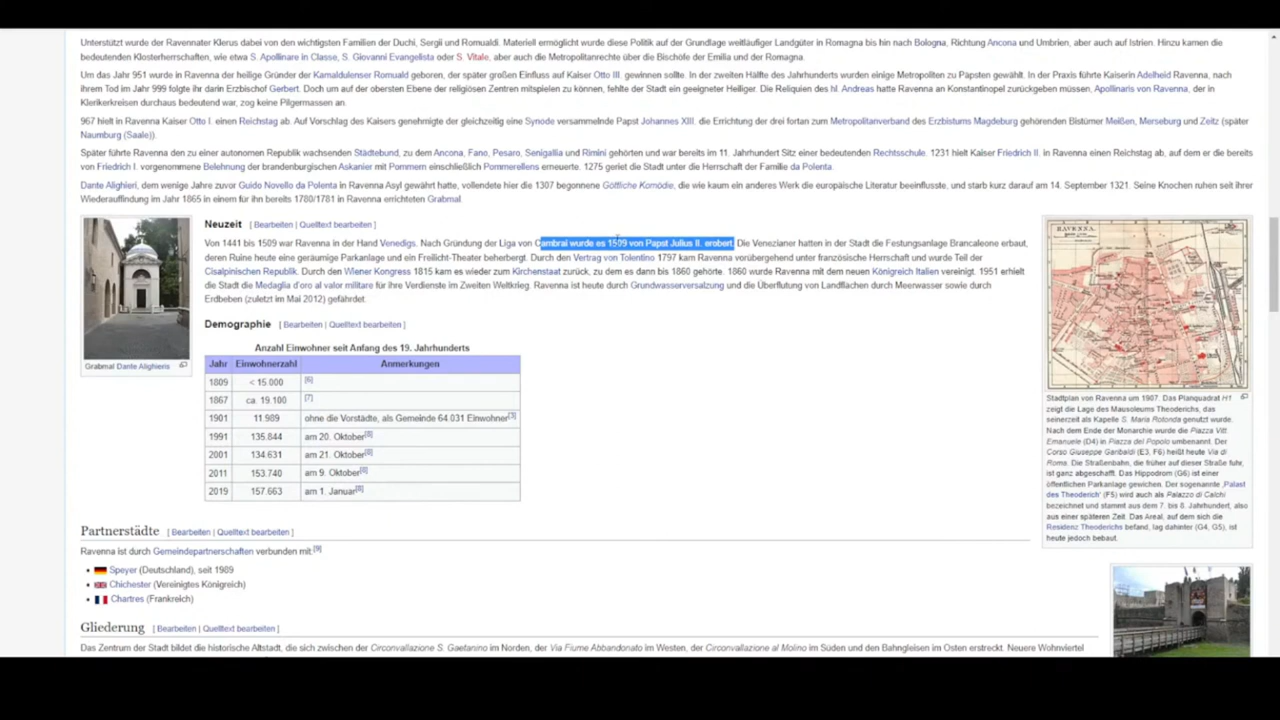 Unterstützt wurde der Ravennater Klerus dabei von den wichtigsten Familien der Duchi, Sergii und Romualdi. Materiell ermöglicht wurde diese Politik auf der Grundlage weitläufiger Landgüter in Romagna bis hin nach Bologna, Richtung Ancona und Umbrien, aber auch auf Istrien. Hinzu kamen die
bedeutenden Klosterherrschaften, wie etwa S. Apollinare in Classe, S. Giovanni Evangelista oder S. Vitale, aber auch die Metropolitanrechte über die Bischöfe der Emilia und der Romagna.
Um das Jahr 951 wurde in Ravenna der heilige Gründer der Kamaldulenser Romuald geboren, der später großen Einfluss auf Kaiser Otto III. gewinnen sollte. In der zweiten Hälfte des Jahrhunderts wurden einige Metropoliten zu Päpsten gewählt. In der Praxis führte Kaiserin Adelheid Ravenna, nach
ihrem Tod im Jahr 999 folgte ihr darin Erzbischof Gerbert. Doch um auf der obersten Ebene der religiösen Zentren mitspielen zu können, fehlte der Stadt ein geeigneter Heiliger. Die Reliquien des hl. Andreas hatte Ravenna an Konstantinopel zurückgeben müssen, Apollinaris von Ravenna, der in
Klerikerkreisen durchaus bedeutend war, zog keine Pilgermassen an.
967 hielt in Ravenna Kaiser Otto I. einen Reichstag ab. Auf Vorschlag des Kaisers genehmigte der gleichzeitig eine Synode versammelnde Papst Johannes XIII. die Errichtung der drei fortan zum Metropolitanverband des Erzbistums Magdeburg gehörenden Bistümer Meißen, Merseburg und Zeitz (später
Naumburg (Saale)).
Später führte Ravenna den zu einer autonomen Republik wachsenden Städtebund, zu dem Ancona, Fano, Pesaro, Senigallia und Rimini gehörten und war bereits im 11. Jahrhundert Sitz einer bedeutenden Rechtsschule. 1231 hielt Kaiser Friedrich II. in Ravenna einen Reichstag ab, auf dem er die bereits
von Friedrich I. vorgenommene Belehnung der brandenburgischen Askanier mit Pommern einschließlich Pommerellens erneuerte. 1275 geriet die Stadt unter die Herrschaft der Familie da Polenta.
Dante Alighieri, dem wenige Jahre zuvor Guido Novello da Polenta in Ravenna Asyl gewährt hatte, vollendete hier die 1307 begonnene Göttliche Komödie, die wie kaum ein anderes Werk die europäische Literatur beeinflusste, und starb kurz darauf am 14. September 1321. Seine Knochen ruhen seit ihrer
Wiederauffindung im Jahr 1865 in einem für ihn bereits 1780/1781 in Ravenna errichteten Grabmal.
Neuzeit [ Bearbeiten | Quelltext bearbeiten ]
Von 1441 bis 1509 war Ravenna in der Hand Venedigs. Nach Gründung der Liga von Cambrai wurde es 1509 von Papst Julius II. erobert. Die Venezianer hatten in der Stadt die Festungsanlage Brancaleone erbaut,
deren Ruine heute eine geräumige Parkanlage und ein Freilicht-Theater beherbergt. Durch den Vertrag von Tolentino 1797 kam Ravenna vorübergehend unter französische Herrschaft und wurde Teil der
Cisalpinischen Republik. Durch den Wiener Kongress 1815 kam es wieder zum Kirchenstaat zurück, zu dem es dann bis 1860 gehörte. 1860 wurde Ravenna mit dem neuen Königreich Italien vereinigt. 1951 erhielt
die Stadt die Medaglia d'oro al valor militare für ihre Verdienste im Zweiten Weltkrieg. Ravenna ist heute durch Grundwasserversalzung und die Überflutung von Landflächen durch Meerwasser sowie durch
Erdbeben (zuletzt im Mai 2012) gefährdet.
Grabmal Dante Alighieris
Demographie [ Bearbeiten | Quelltext bearbeiten ]
Anzahl Einwohner seit Anfang des 19. Jahrhunderts
Jahr Einwohnerzahl Anmerkungen
1809 < 15.000 [6]
1867 ca. 19.100 [7]
1901 11.989 ohne die Vorstädte, als Gemeinde 64.031 Einwohner[3]
1991 135.844 am 20. Oktober[8]
2001 134.631 am 21. Oktober[8]
2011 153.740 am 9. Oktober[8]
2019 157.663 am 1. Januar[8]
RAVENNA.
Stadtplan von Ravenna um 1907. Das Planquadrat H1
zeigt die Lage des Mausoleums Theoderichs, das
seinerzeit als Kapelle S. Maria Rotonda genutzt wurde.
Nach dem Ende der Monarchie wurde die Piazza Vitt.
Emanuele (D4) in Piazza del Popolo umbenannt. Der
Corso Giuseppe Garibaldi (E3, F6) heißt heute Via di
Roma. Die Straßenbahn, die früher auf dieser Straße fuhr,
ist ganz abgeschafft. Das Hippodrom (G6) ist einer
öffentlichen Parkanlage gewichen. Der sogenannte ‚Palast
des Theoderich‘ (F5) wird auch als Palazzo di Calchi
bezeichnet und stammt aus dem 7. bis 8. Jahrhundert, also
aus einer späteren Zeit. Das Areal, auf dem sich die
Residenz Theoderichs befand, lag dahinter (G4, G5), ist
heute jedoch bebaut.
Partnerstädte [ Bearbeiten | Quelltext bearbeiten ]
Ravenna ist durch Gemeindepartnerschaften verbunden mit:[9]
Speyer (Deutschland), seit 1989
Chichester (Vereinigtes Königreich)
Chartres (Frankreich)
Gliederung [ Bearbeiten | Quelltext bearbeiten ]
Das Zentrum der Stadt bildet die historische Altstadt, die sich zwischen der Circonvallazione S. Gaetanino im Norden, der Via Fiume Abbandonato im Westen, der Circonvallazione al Molino im Süden und den Bahngleisen im Osten erstreckt. Neuere Wohnviertel